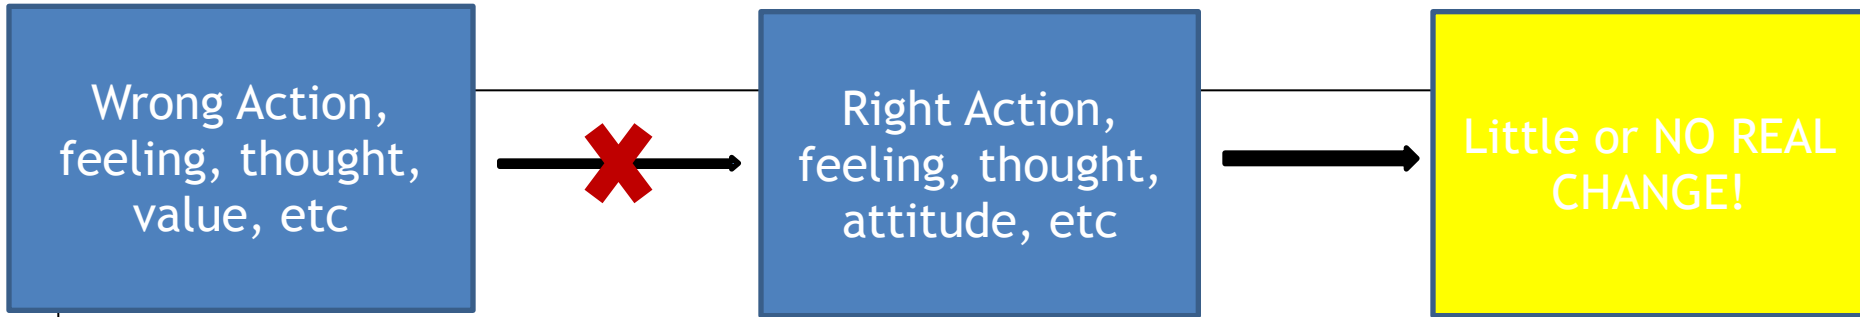 Wrong Action,
feeling, thought,
value, etc
Right Action,
feeling, thought,
attitude, etc
Little or NO REAL
CHANGE!